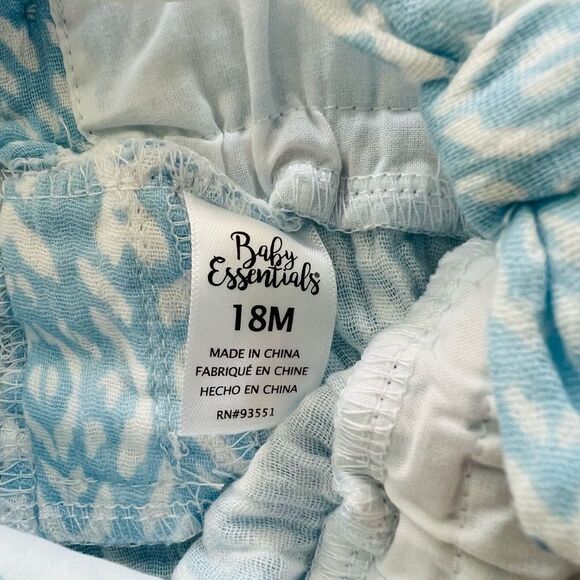 Baby
Essentials®
18M
MADE IN CHINA
FABRIQUÉ EN CHINE
HECHO EN CHINA
RN#93551